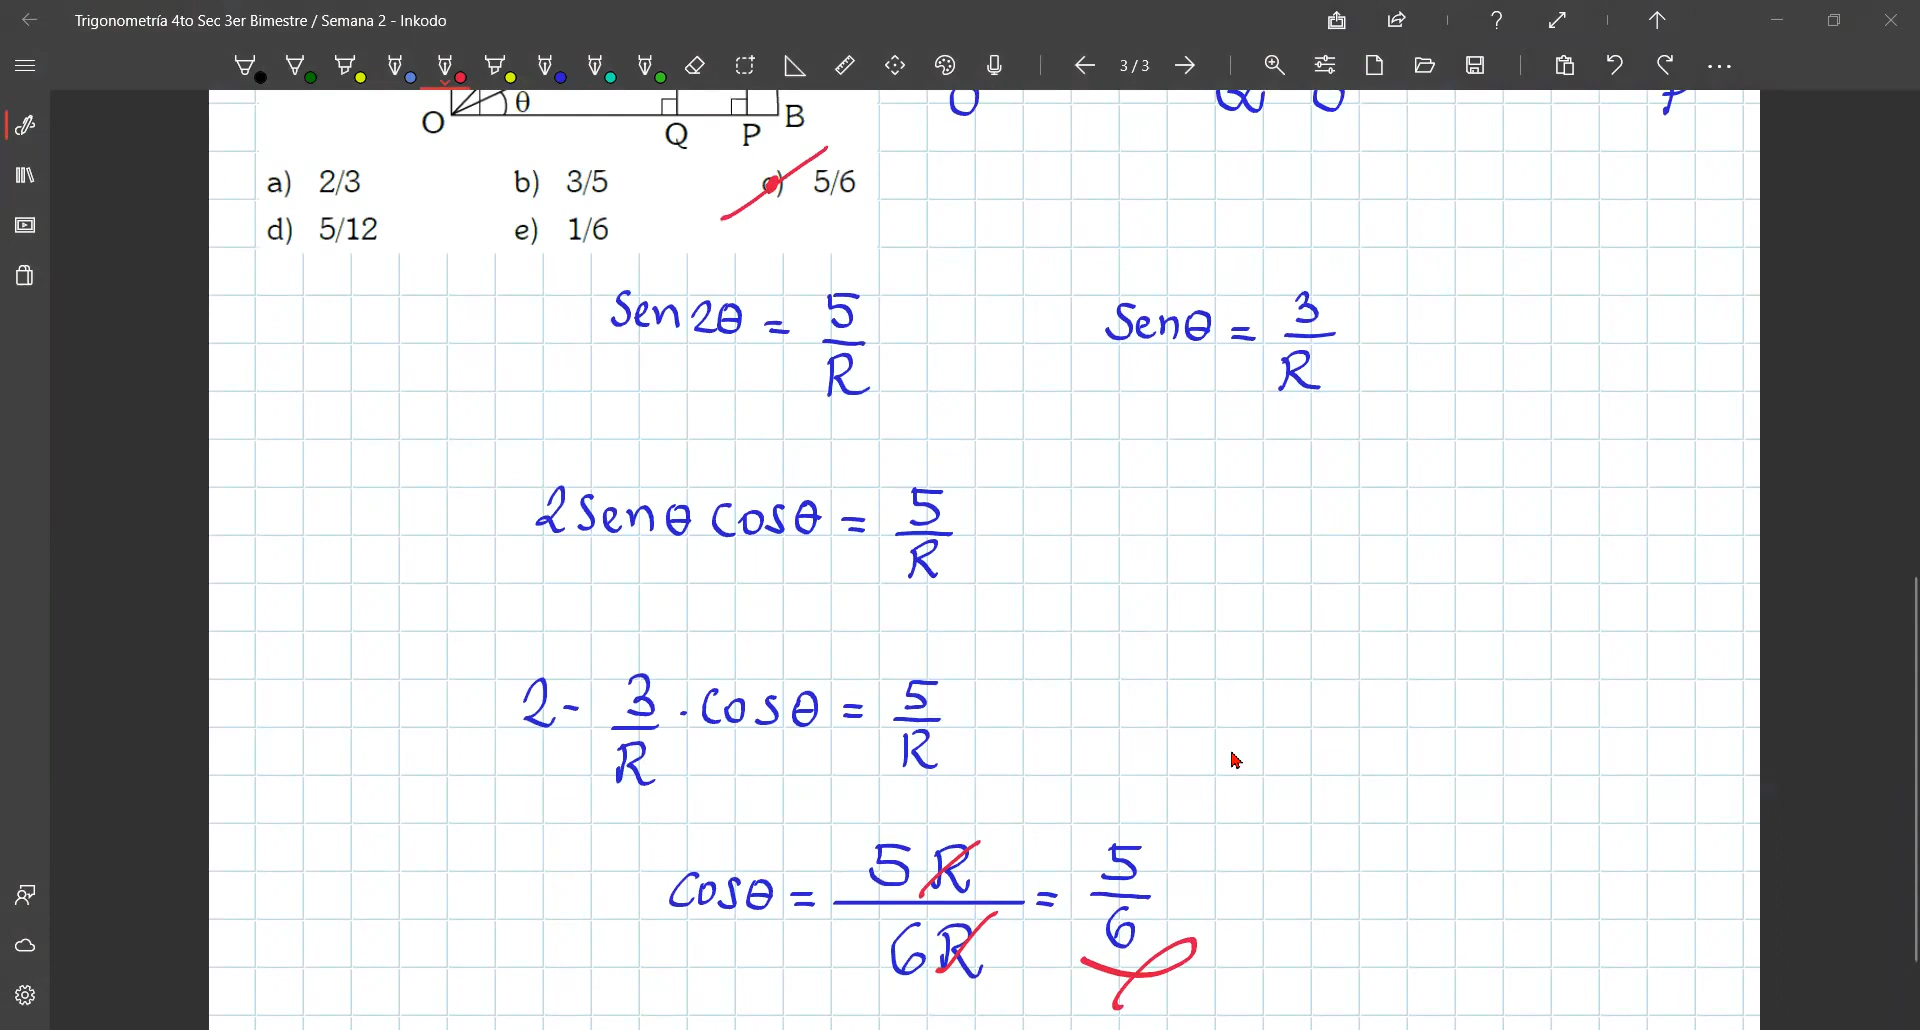 Trigonometría 4to Sec 3er Bimestre / Semana 2 - Inkodo
3 / 3
θ
O
Q P B
a) 2/3 b) 3/5 c) 5/6
d) 5/12 e) 1/6
Sen 2θ = 5/R Senθ = 3/R
2 Senθ Cosθ = 5/R
2 - 3/R · Cosθ = 5/R
Cosθ = 5R/6R = 5/6